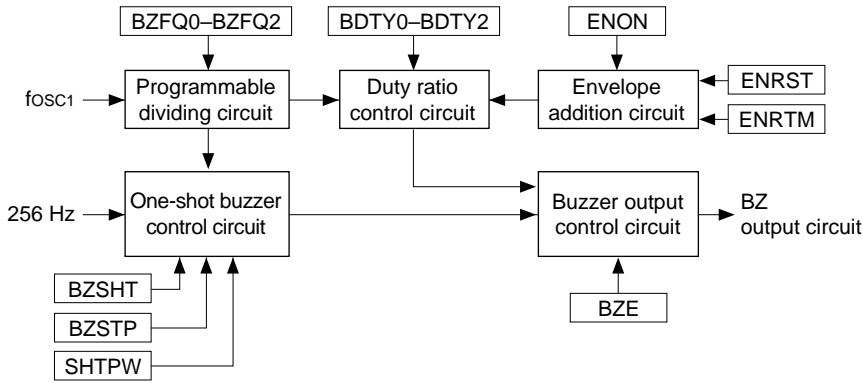 BZFQ0–BZFQ2
BDTY0–BDTY2
ENON
fOSC1
Programmable
dividing circuit
Duty ratio
control circuit
Envelope
addition circuit
ENRST
ENRTM
256 Hz
One-shot buzzer
control circuit
Buzzer output
control circuit
BZ
output circuit
BZSHT
BZSTP
SHTPW
BZE